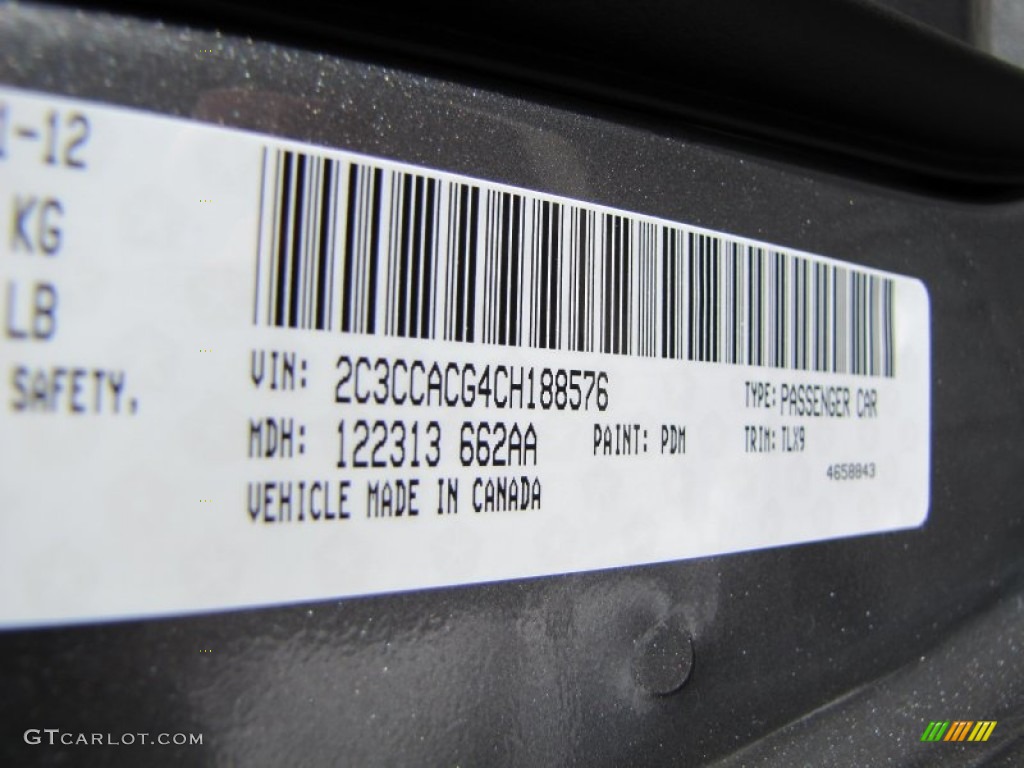 1-12
KG
LB
SAFETY.
VIN: 2C3CCACG4CH188576
TYPE: PASSENGER CAR
MDH: 122313 662AA PAINT: PDM TRIM: TLX9
4658843
VEHICLE MADE IN CANADA
GTCARLOT.COM